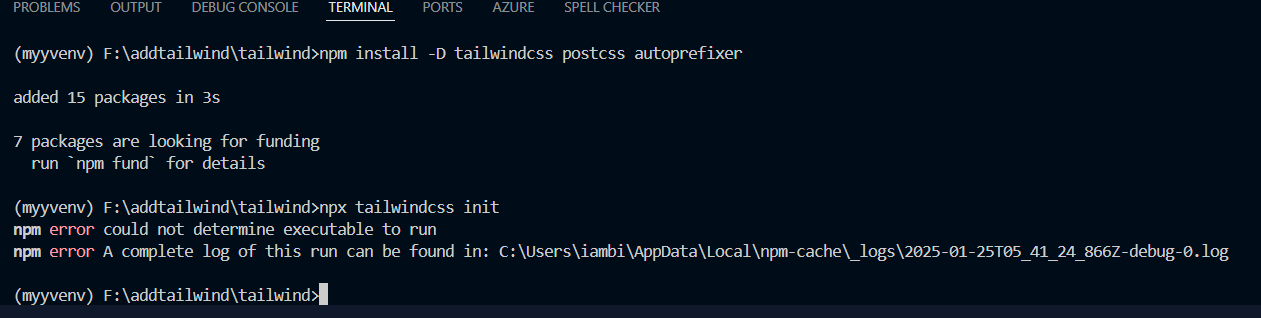 PROBLEMS OUTPUT DEBUG CONSOLE TERMINAL PORTS AZURE SPELL CHECKER
(myyvenv) F:\addtailwind\tailwind>npm install -D tailwindcss postcss autoprefixer
added 15 packages in 3s
7 packages are looking for funding
run `npm fund` for details
(myyvenv) F:\addtailwind\tailwind>npx tailwindcss init
npm error could not determine executable to run
npm error A complete log of this run can be found in: C:\Users\iambi\AppData\Local\npm-cache\_logs\2025-01-25T05_41_24_866Z-debug-0.log
(myyvenv) F:\addtailwind\tailwind>